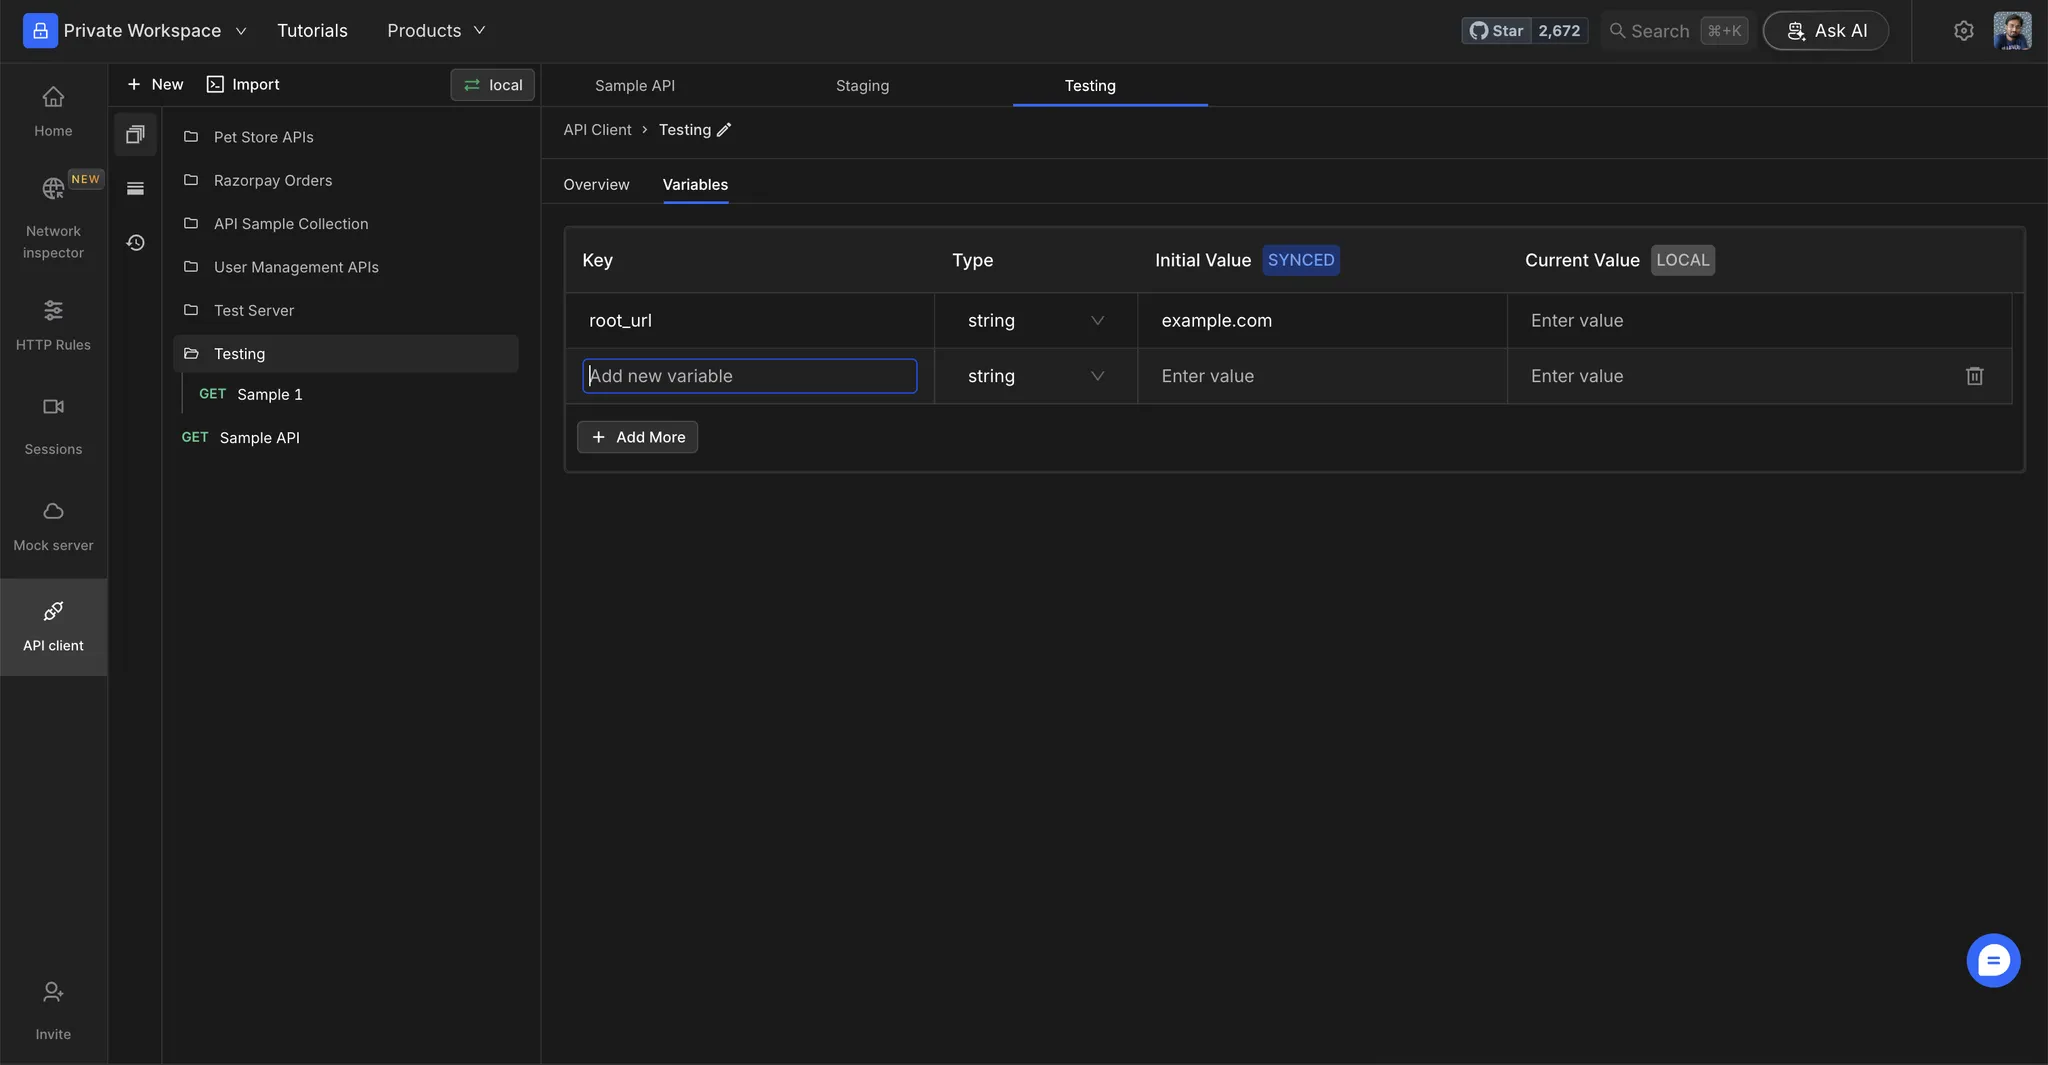 Private Workspace
Tutorials
Products
Star 2,672
Search ⌘+K
Ask AI
Home
NEW
Network
inspector
HTTP Rules
Sessions
Mock server
API client
Invite
+ New
Import
local
Pet Store APIs
Razorpay Orders
API Sample Collection
User Management APIs
Test Server
Testing
GET Sample 1
GET Sample API
Sample API
Staging
Testing
API Client › Testing
Overview
Variables
Key Type Initial Value SYNCED Current Value LOCAL
root_url string example.com Enter value
Add new variable string Enter value Enter value
+ Add More